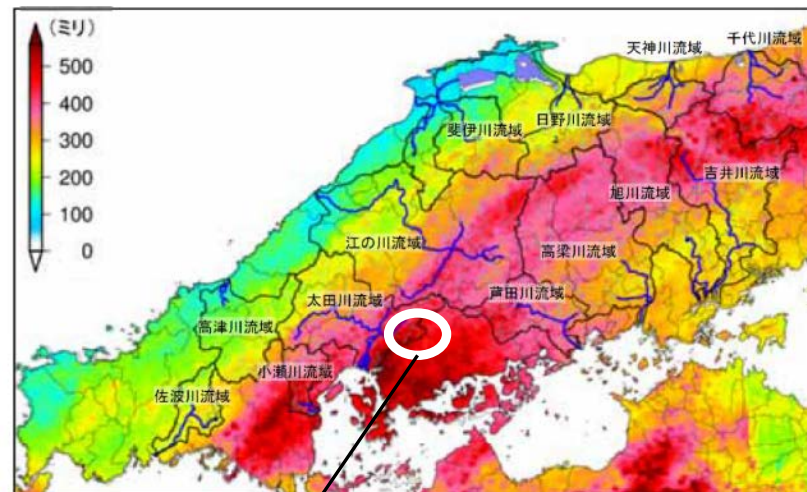 (ミリ)
500
400
300
200
100
0
天神川流域
千代川流域
日野川流域
斐伊川流域
吉井川流域
旭川流域
江の川流域
高梁川流域
太田川流域
芦田川流域
高津川流域
小瀬川流域
佐波川流域